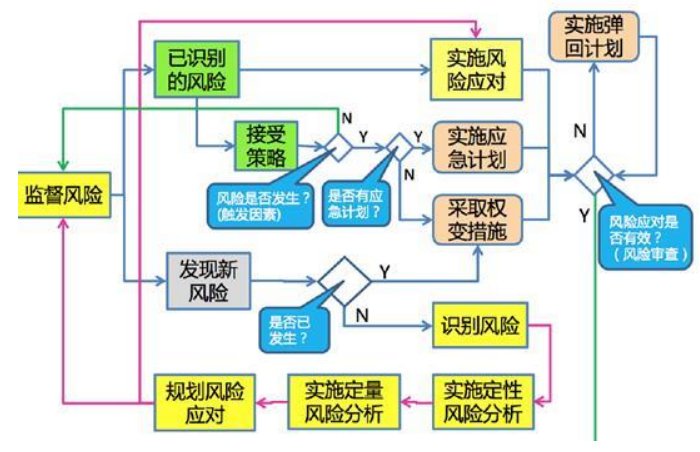 实施弹
回计划
已识别
的风险
实施风
险应对
N
接受
策略
Y
Y
实施应
急计划
N
监督风险
风险是否发生？
(触发因素)
是否有应
急计划？
N
采取权
变措施
Y
风险应对是
否有效？
（风险审查）
发现新
风险
Y
是否已
发生？
N
识别风险
规划风险
应对
实施定量
风险分析
实施定性
风险分析